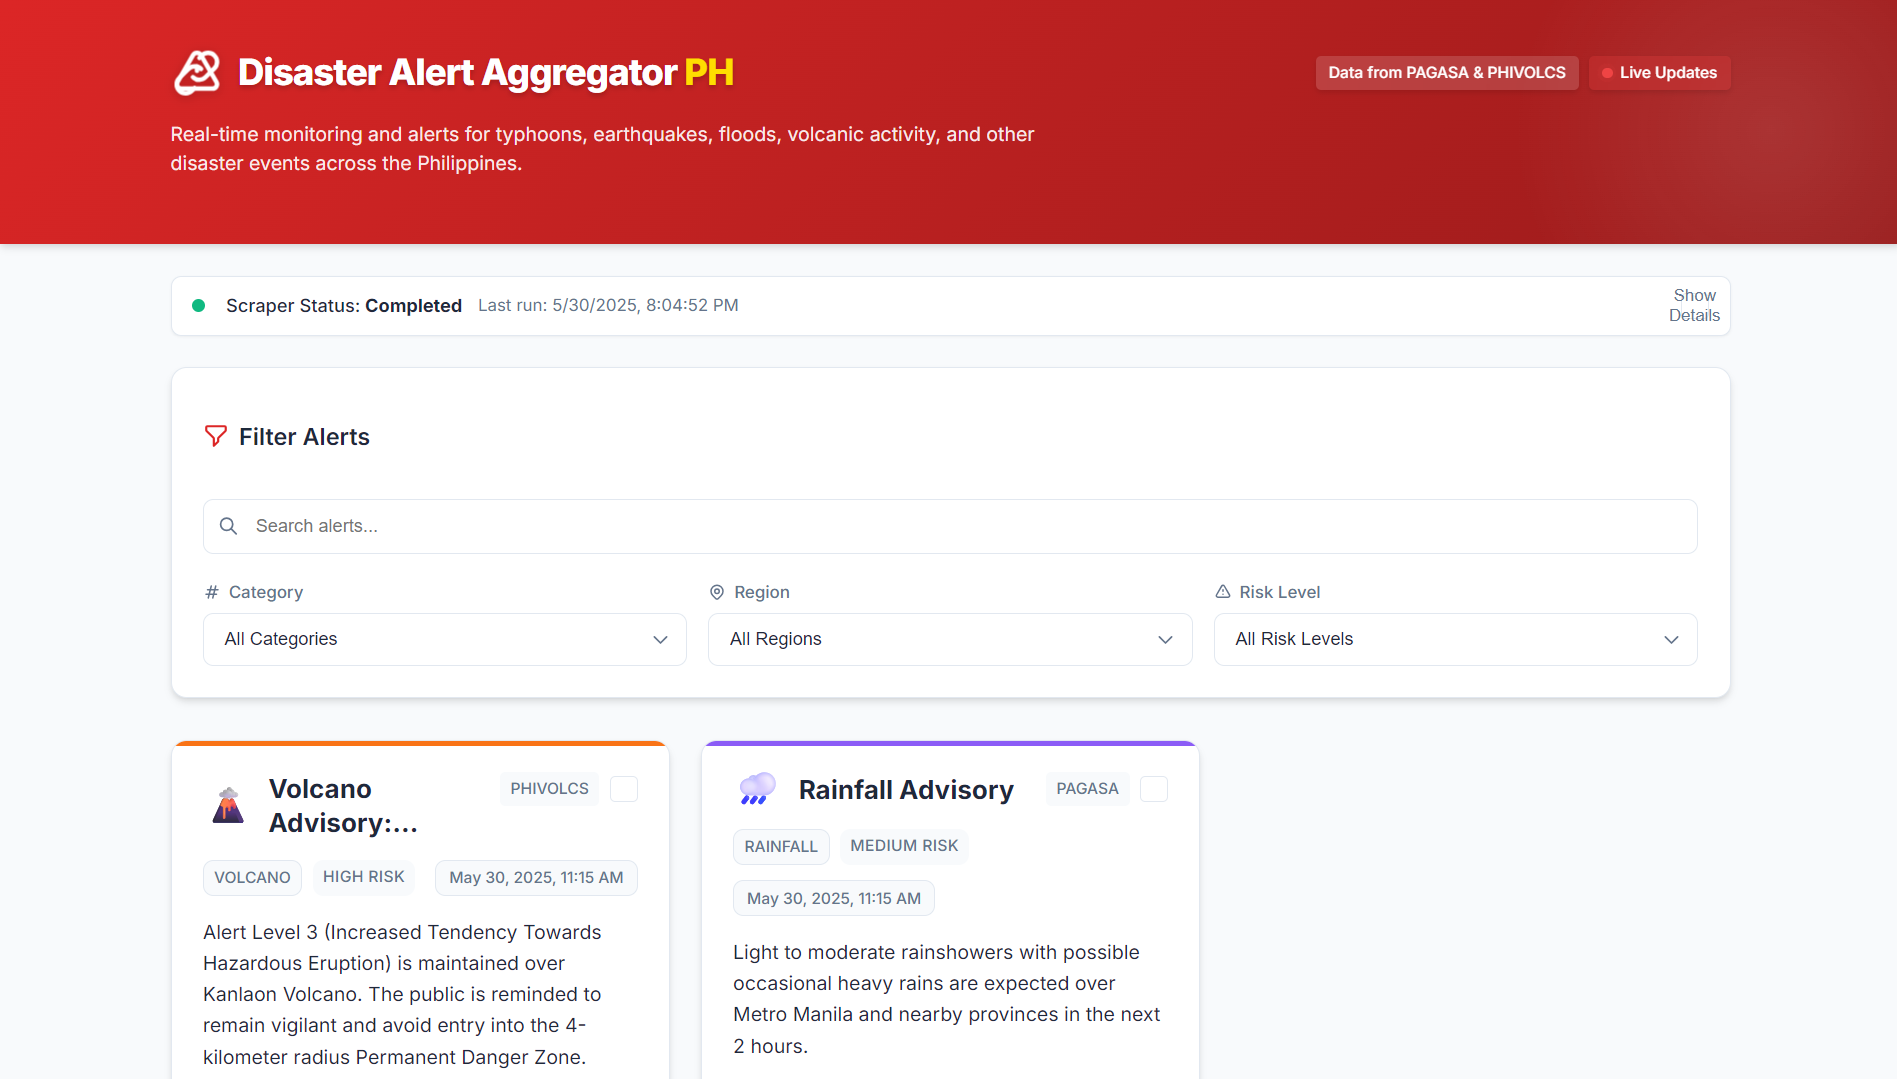 Disaster Alert Aggregator PH
Data from PAGASA & PHIVOLCS
Live Updates
Real-time monitoring and alerts for typhoons, earthquakes, floods, volcanic activity, and other
disaster events across the Philippines.
Scraper Status: Completed
Last run: 5/30/2025, 8:04:52 PM
Show
Details
Filter Alerts
Search alerts...
# Category
Region
Risk Level
All Categories
All Regions
All Risk Levels
Volcano
Advisory:...
PHIVOLCS
VOLCANO
HIGH RISK
May 30, 2025, 11:15 AM
Alert Level 3 (Increased Tendency Towards
Hazardous Eruption) is maintained over
Kanlaon Volcano. The public is reminded to
remain vigilant and avoid entry into the 4-
kilometer radius Permanent Danger Zone.
Rainfall Advisory
PAGASA
RAINFALL
MEDIUM RISK
May 30, 2025, 11:15 AM
Light to moderate rainshowers with possible
occasional heavy rains are expected over
Metro Manila and nearby provinces in the next
2 hours.